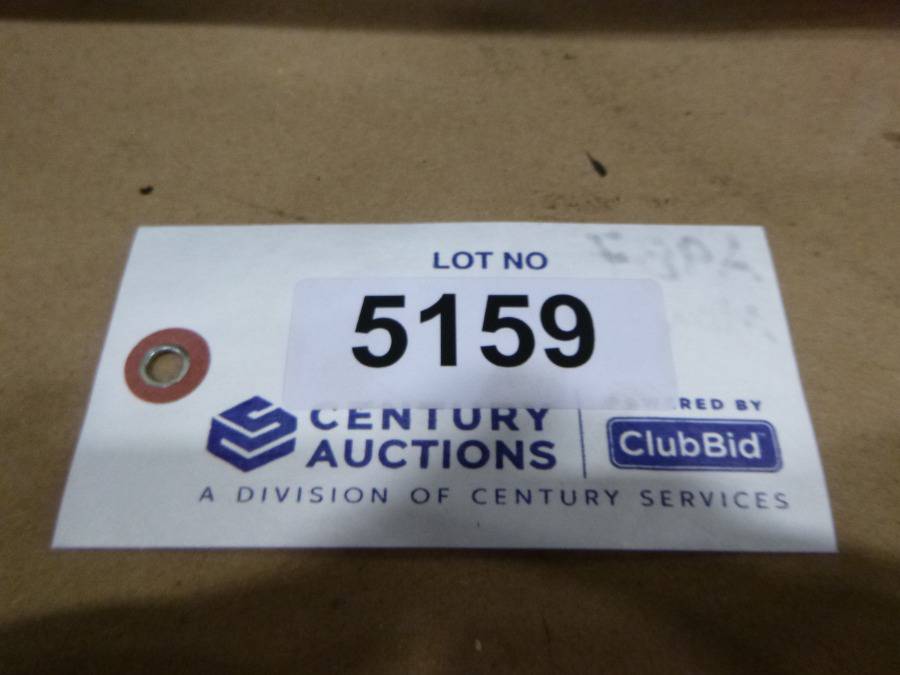 LOT NO
5159
CENTURY
AUCTIONS
RED BY
ClubBid
A DIVISION OF CENTURY SERVICES